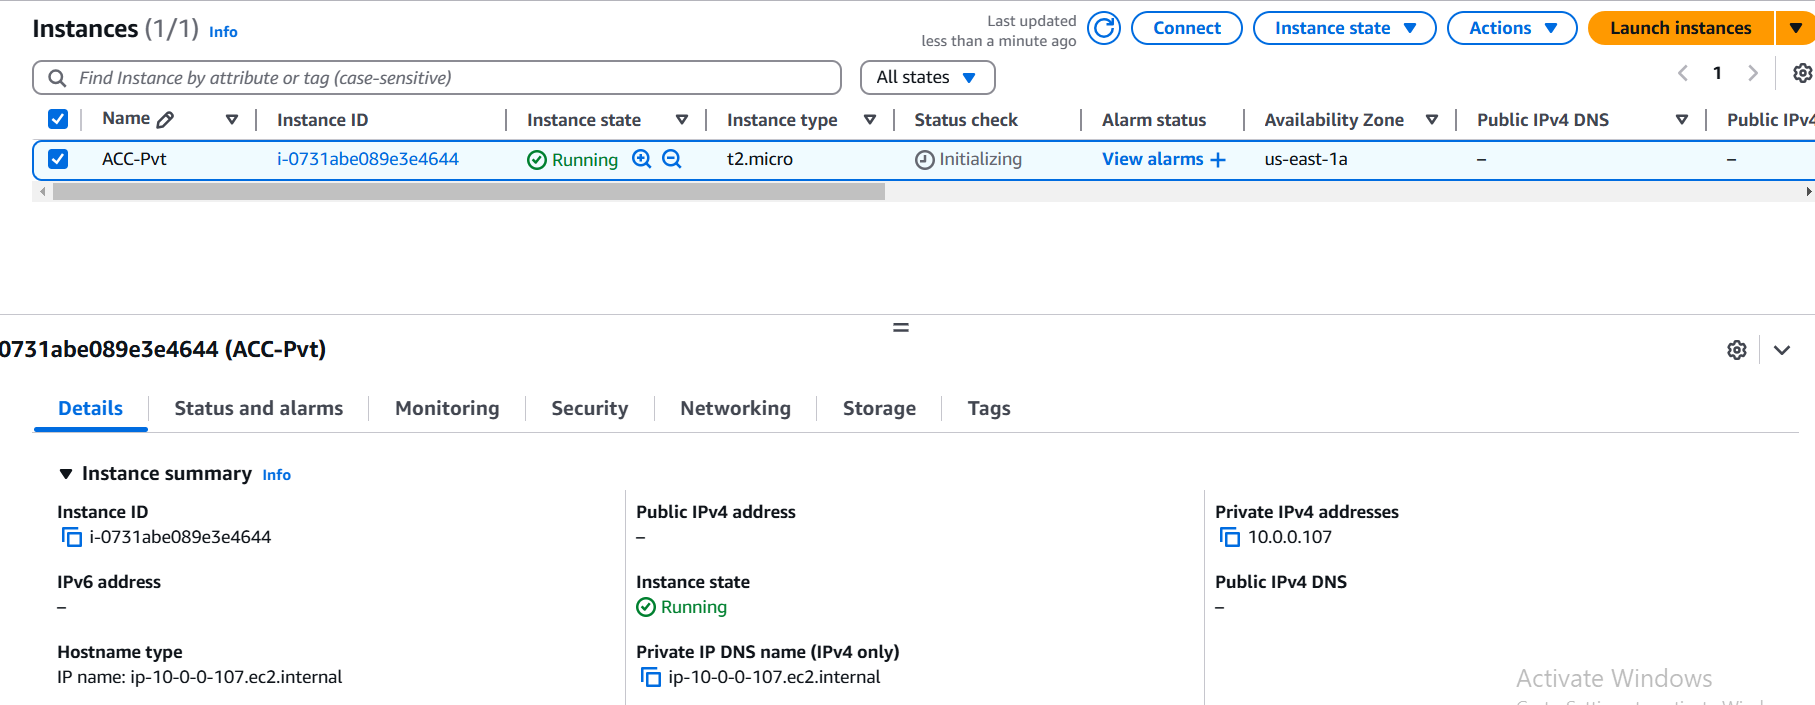 Instances (1/1) Info
Last updated
less than a minute ago
Connect
Instance state
Actions
Launch instances
Find Instance by attribute or tag (case-sensitive)
All states
1
Name Instance ID Instance state Instance type Status check Alarm status Availability Zone Public IPv4 DNS Public IPv4
ACC-Pvt i-0731abe089e3e4644 Running t2.micro Initializing View alarms + us-east-1a – –
0731abe089e3e4644 (ACC-Pvt)
Details Status and alarms Monitoring Security Networking Storage Tags
Instance summary Info
Instance ID
i-0731abe089e3e4644
Public IPv4 address
–
Private IPv4 addresses
10.0.0.107
IPv6 address
–
Instance state
Running
Public IPv4 DNS
–
Hostname type
IP name: ip-10-0-0-107.ec2.internal
Private IP DNS name (IPv4 only)
ip-10-0-0-107.ec2.internal
Activate Windows